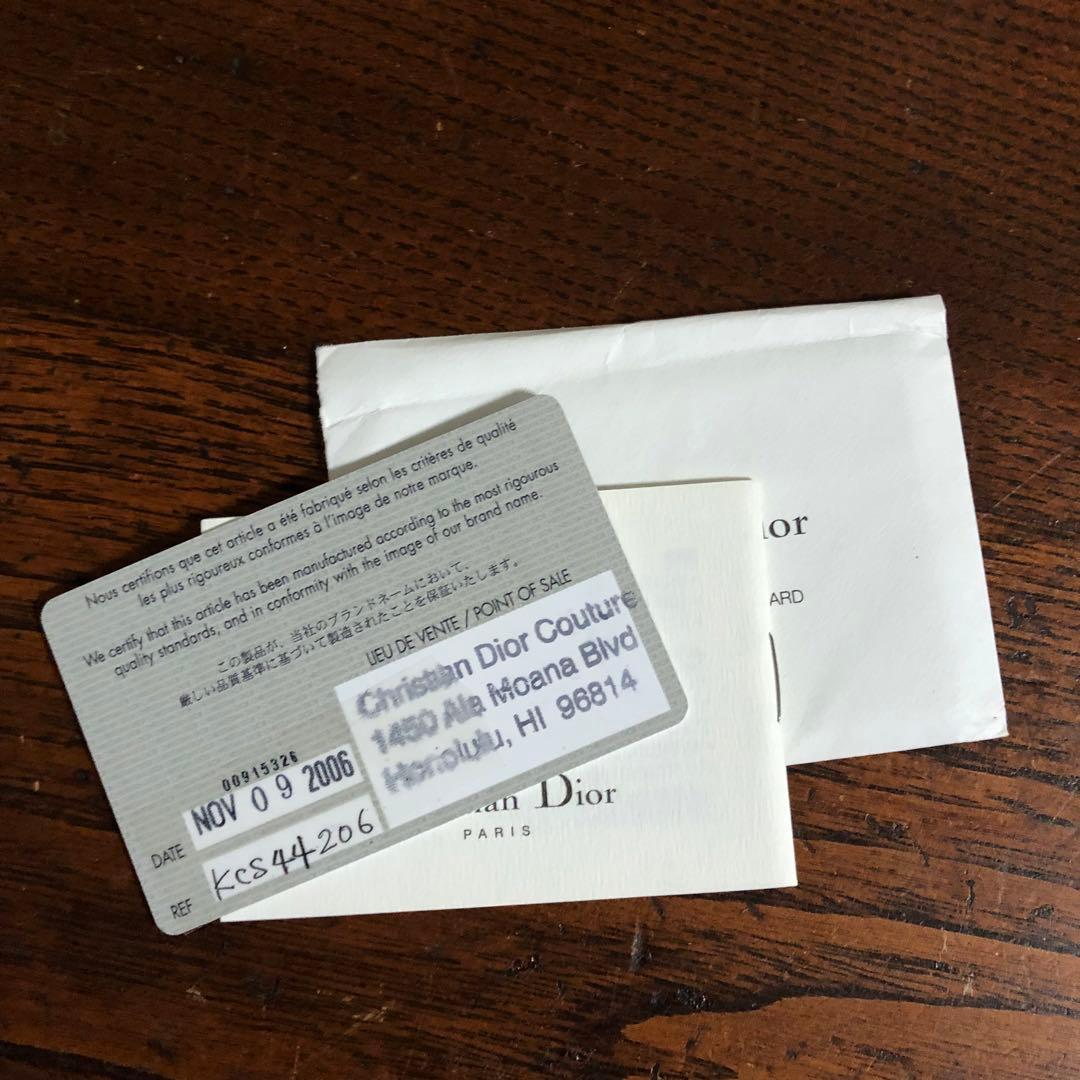 Nous certifions que cet article a été fabriqué selon les critères de qualité
les plus rigoureux conformes à l'image de notre marque.
We certify that this article has been manufactured according to the most rigourous
quality standards, and in conformity with the image of our brand name.
この製品が、当社のブランドネームにおいて、
厳しい品質基準に基づいて製造されたことを保証いたします。
LIEU DE VENTE / POINT OF SALE
Christian Dior Couture
1450 Ala Moana Blvd
Honolulu, HI 96814
00915326
DATE NOV 09 2006
REF KCS44206
ior
ARD
ian Dior
PARIS